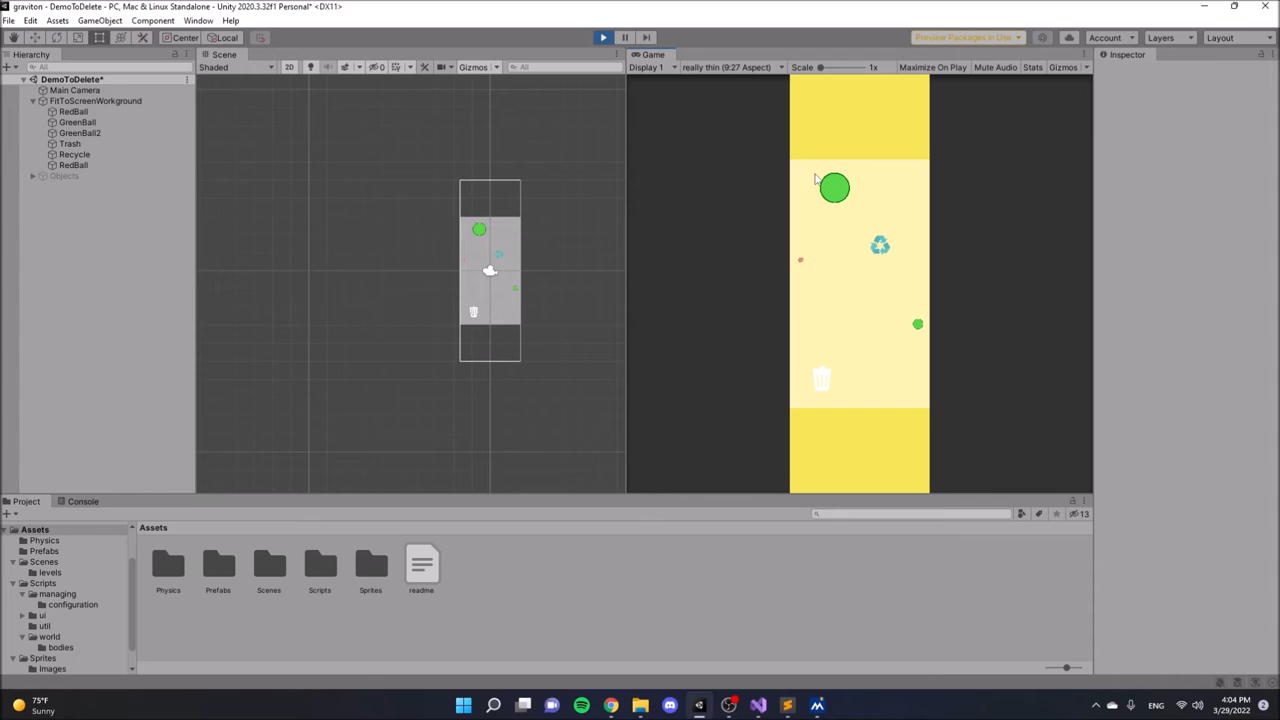 graviton - DemoToDelete - PC, Mac & Linux Standalone - Unity 2020.3.32f1 Personal* <DX11>
File Edit Assets GameObject Component Window Help
Center Local Preview Packages in Use Account Layers Layout
Hierarchy Scene Game Inspector
All Shaded 2D 0 Gizmos All Display 1 really thin (9:27 Aspect) Scale 1x Maximize On Play Mute Audio Stats Gizmos
DemoToDelete*
Main Camera
FitToScreenWorkground
RedBall
GreenBall
GreenBall2
Trash
Recycle
RedBall
Objects
Project Console
13
Assets
Physics
Prefabs
Scenes
levels
Scripts
managing
configuration
ui
util
world
bodies
Sprites
Images
Assets
Physics Prefabs Scenes Scripts Sprites readme
75°F
Sunny
ENG
4:04 PM
3/29/2022